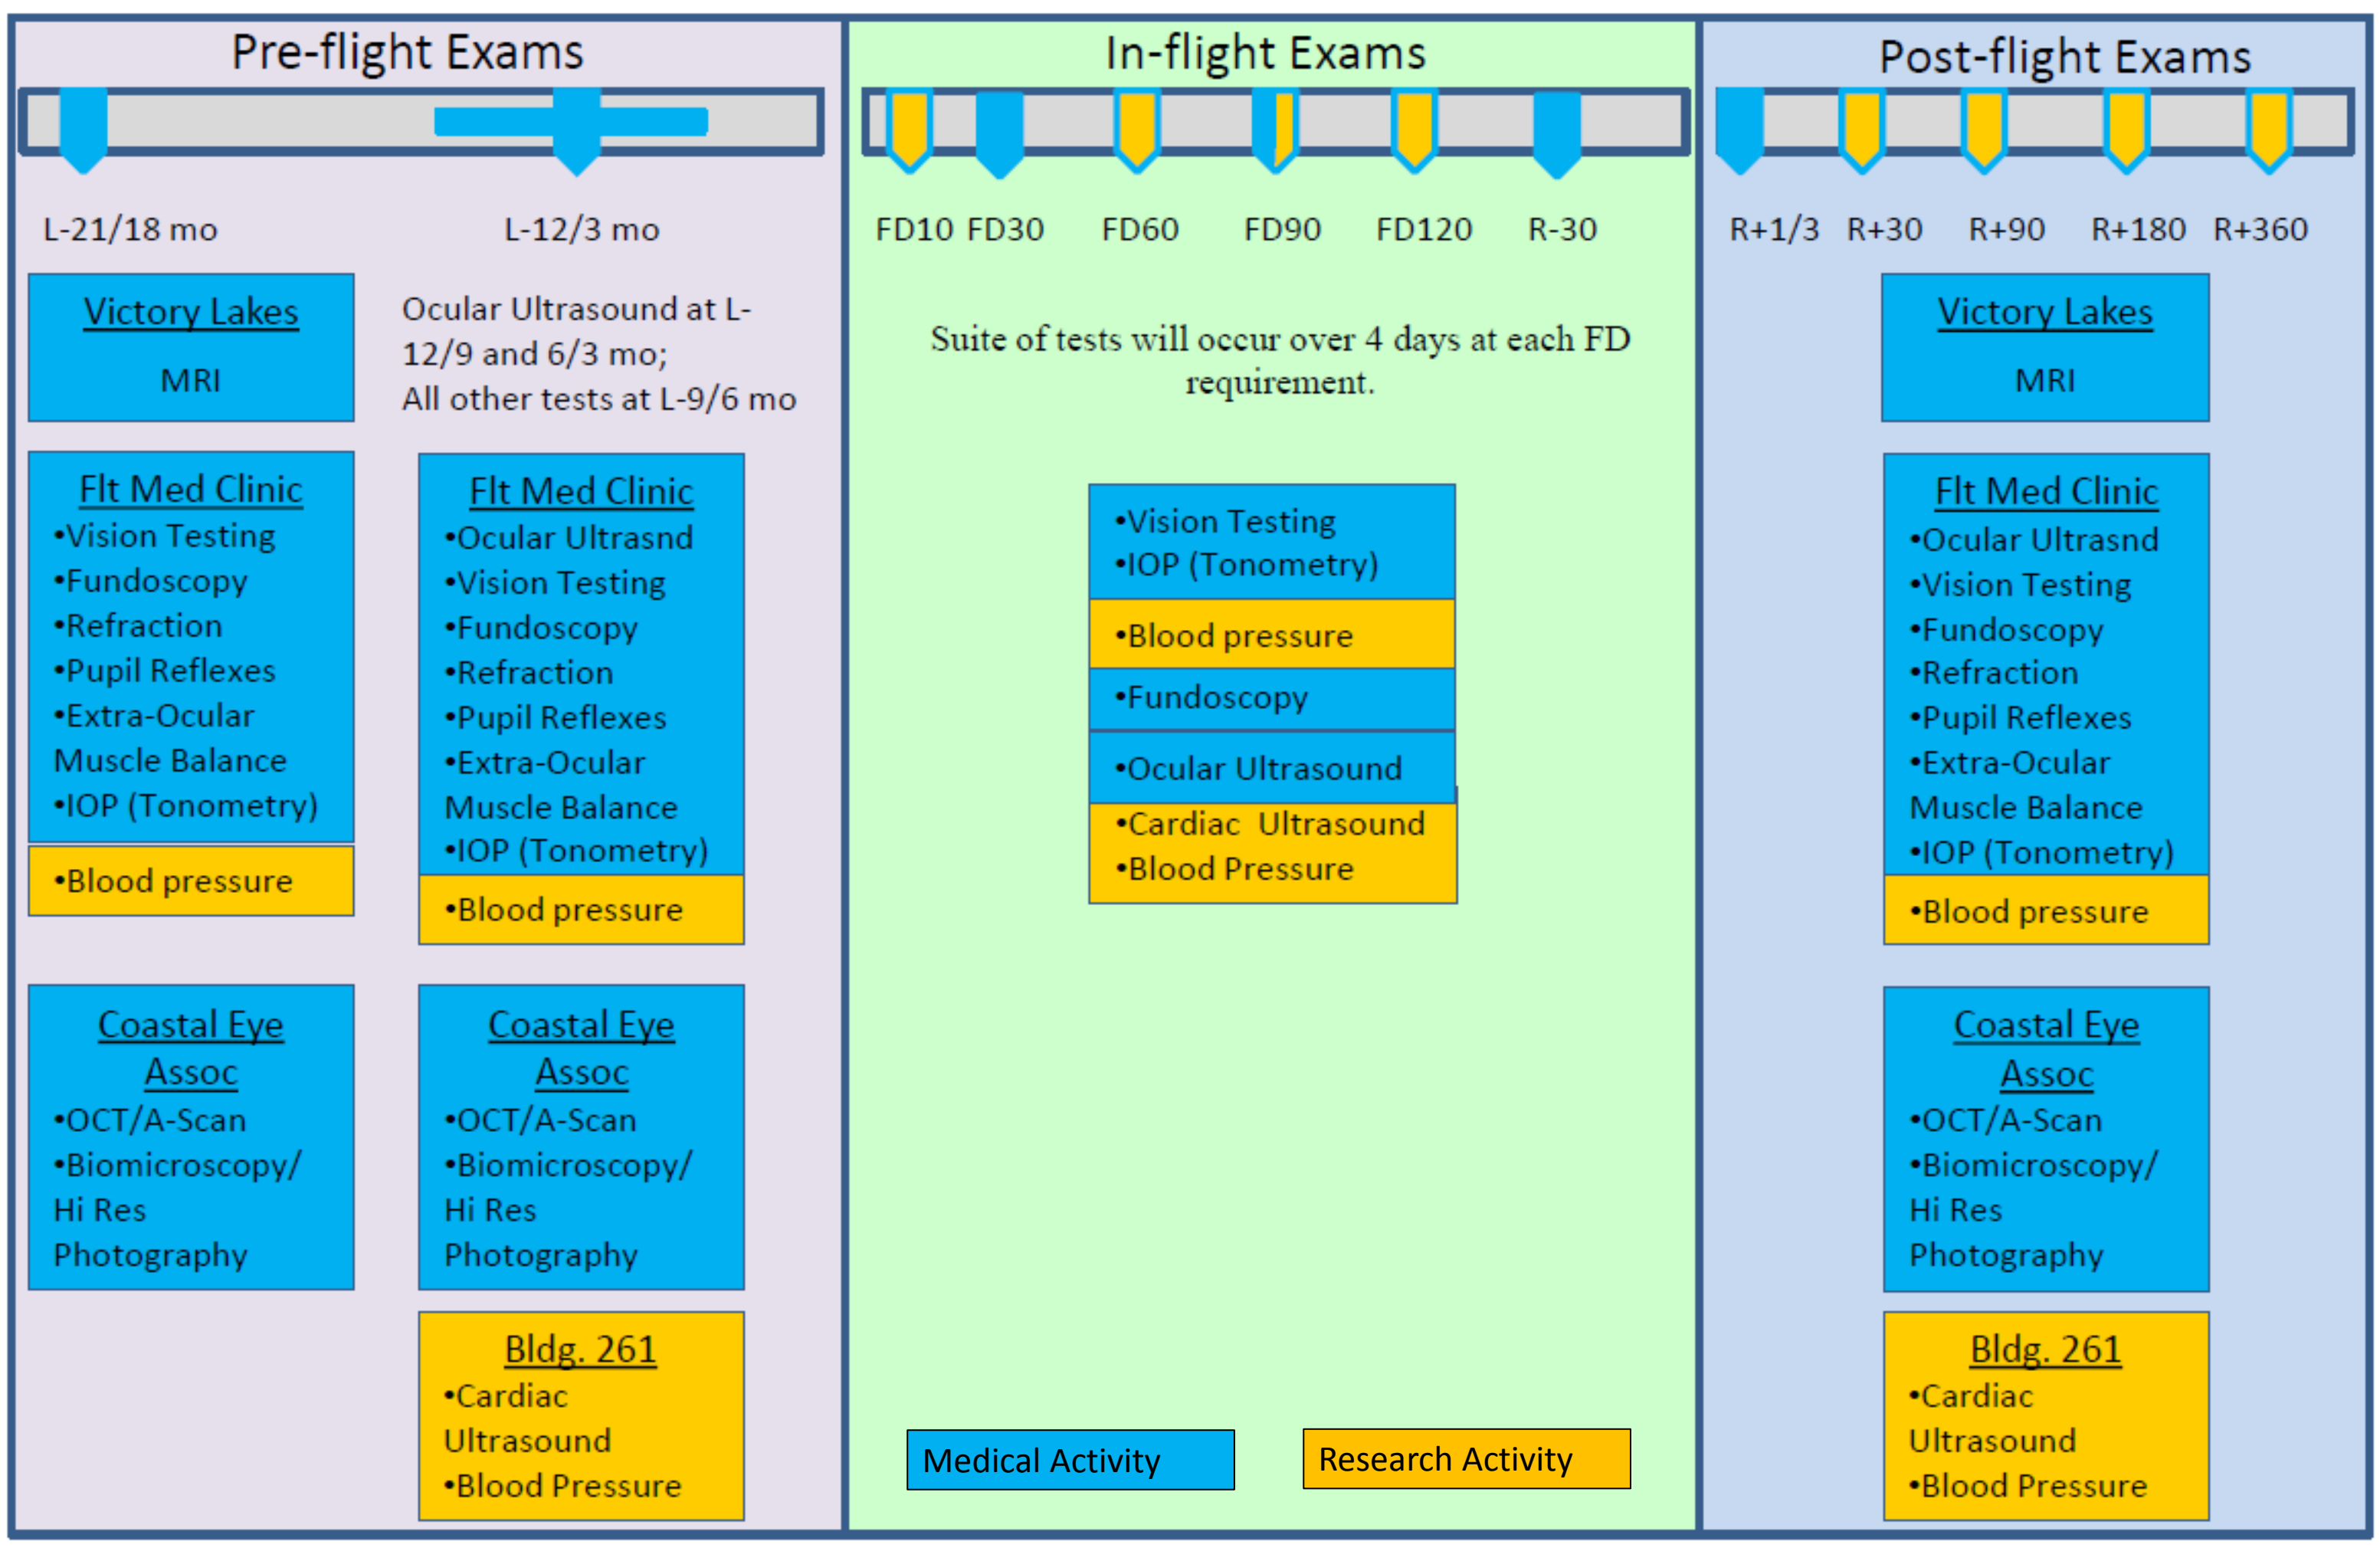 Pre-flight Exams
L-21/18 mo
L-12/3 mo
Victory Lakes
MRI
Ocular Ultrasound at L-
12/9 and 6/3 mo;
All other tests at L-9/6 mo
Flt Med Clinic
•Vision Testing
•Fundoscopy
•Refraction
•Pupil Reflexes
•Extra-Ocular
Muscle Balance
•IOP (Tonometry)
•Blood pressure
Flt Med Clinic
•Ocular Ultrasnd
•Vision Testing
•Fundoscopy
•Refraction
•Pupil Reflexes
•Extra-Ocular
Muscle Balance
•IOP (Tonometry)
•Blood pressure
Coastal Eye
Assoc
•OCT/A-Scan
•Biomicroscopy/
Hi Res
Photography
Coastal Eye
Assoc
•OCT/A-Scan
•Biomicroscopy/
Hi Res
Photography
Bldg. 261
•Cardiac
Ultrasound
•Blood Pressure
In-flight Exams
FD10 FD30 FD60 FD90 FD120 R-30
Suite of tests will occur over 4 days at each FD
requirement.
•Vision Testing
•IOP (Tonometry)
•Blood pressure
•Fundoscopy
•Ocular Ultrasound
•Cardiac Ultrasound
•Blood Pressure
Medical Activity
Research Activity
Post-flight Exams
R+1/3 R+30 R+90 R+180 R+360
Victory Lakes
MRI
Flt Med Clinic
•Ocular Ultrasnd
•Vision Testing
•Fundoscopy
•Refraction
•Pupil Reflexes
•Extra-Ocular
Muscle Balance
•IOP (Tonometry)
•Blood pressure
Coastal Eye
Assoc
•OCT/A-Scan
•Biomicroscopy/
Hi Res
Photography
Bldg. 261
•Cardiac
Ultrasound
•Blood Pressure